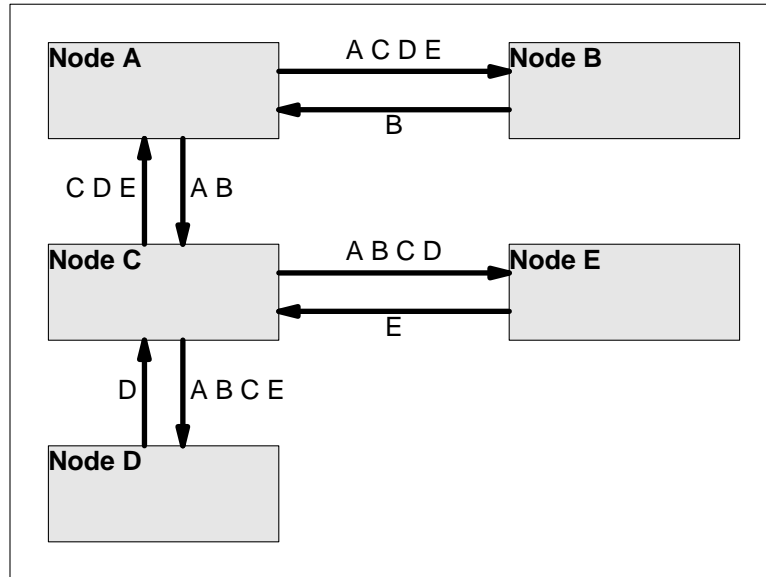 Node A
A C D E
Node B
B
C D E
A B
Node C
A B C D
Node E
E
D
A B C E
Node D